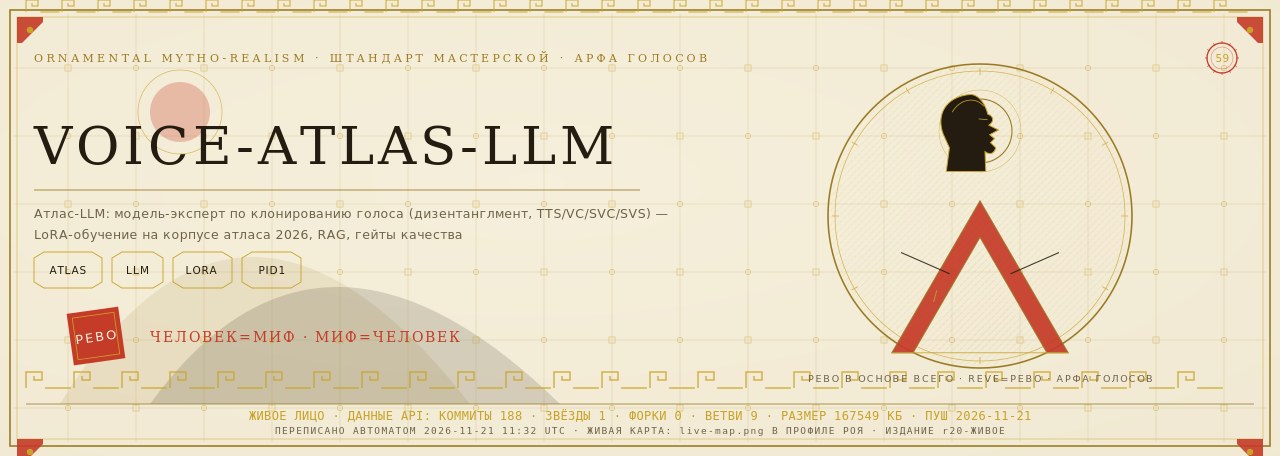 ORNAMENTAL MYTHO-REALISM · ШТАНДАРТ МАСТЕРСКОЙ · АРФА ГОЛОСОВ
59
VOICE-ATLAS-LLM
Атлас-LLM: модель-эксперт по клонированию голоса (дизентанглмент, TTS/VC/SVC/SVS) —
LoRA-обучение на корпусе атласа 2026, RAG, гейты качества
ATLAS LLM LORA PID1
РЕВО
ЧЕЛОВЕК=МИФ · МИФ=ЧЕЛОВЕК
РЕВО В ОСНОВЕ ВСЕГО · REVE=РЕВО · АРФА ГОЛОСОВ
ЖИВОЕ ЛИЦО · ДАННЫЕ API: КОММИТЫ 188 · ЗВЁЗДЫ 1 · ФОРКИ 0 · ВЕТВИ 9 · РАЗМЕР 167549 КБ · ПУШ 2026-11-21
ПЕРЕПИСАНО АВТОМАТОМ 2026-11-21 11:32 UTC · ЖИВАЯ КАРТА: live-map.png В ПРОФИЛЕ РОЯ · ИЗДАНИЕ r20-ЖИВОЕ